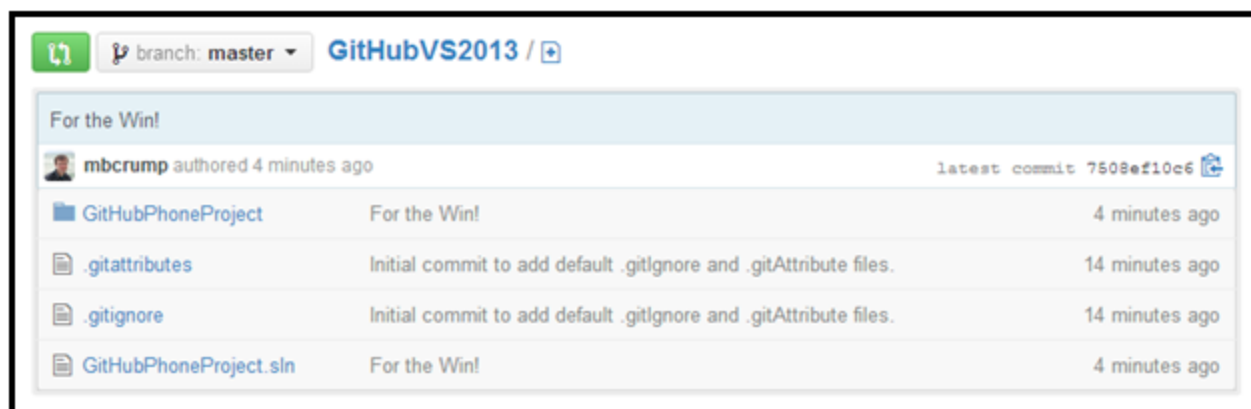 branch: master GitHubVS2013 /
For the Win!
mbcrump authored 4 minutes ago latest commit 7508ef10c6
GitHubPhoneProject For the Win! 4 minutes ago
.gitattributes Initial commit to add default .gitIgnore and .gitAttribute files. 14 minutes ago
.gitignore Initial commit to add default .gitIgnore and .gitAttribute files. 14 minutes ago
GitHubPhoneProject.sln For the Win! 4 minutes ago